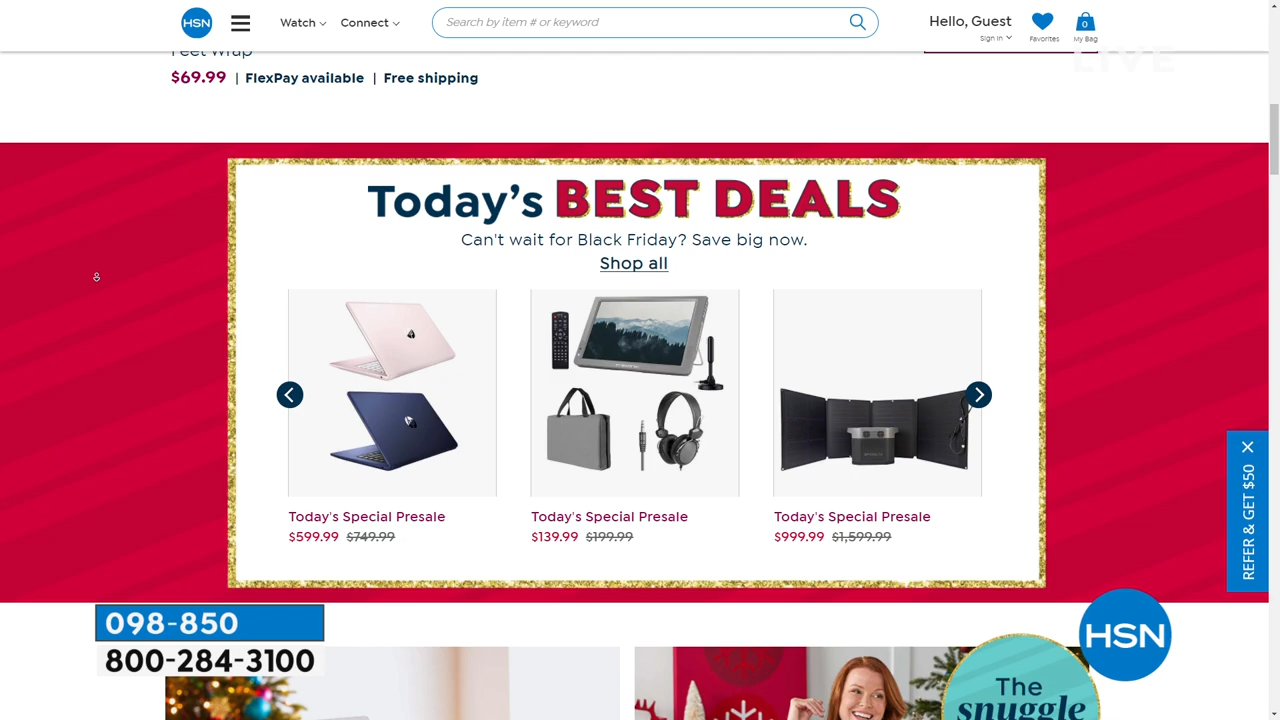 HSN
Watch
Connect
Search by item # or keyword
Hello, Guest
Sign In
Favorites
0
My Bag
LIVE
Feet Wrap
$69.99 | FlexPay available | Free shipping
Today's BEST DEALS
Can't wait for Black Friday? Save big now.
Shop all
Today's Special Presale
$599.99 $749.99
Today's Special Presale
$139.99 $199.99
Today's Special Presale
$999.99 $1,599.99
REFER & GET $50
098-850
800-284-3100
HSN
The
snuggle